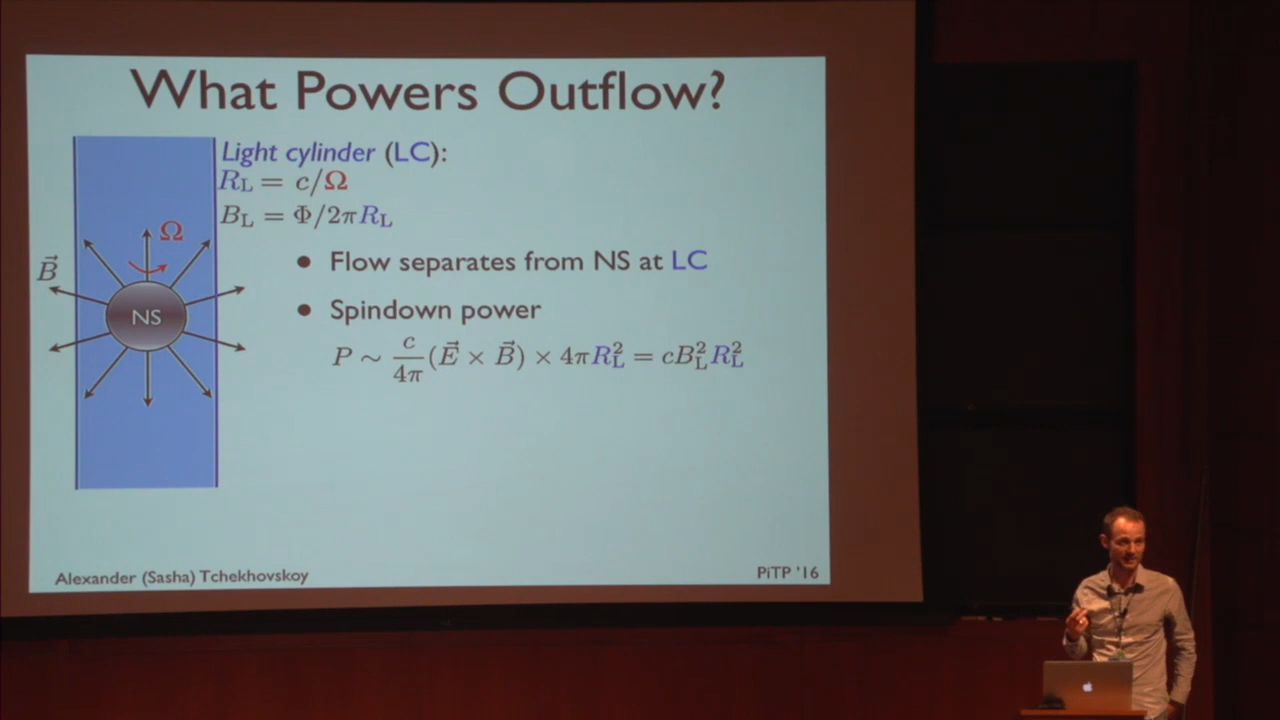 What Powers Outflow?
Light cylinder (LC):
R_L = c/Ω
B_L = Φ/2πR_L
Ω
B⃗
NS
• Flow separates from NS at LC
• Spindown power
P ∼ c/4π (E⃗ × B⃗) × 4πR_L² = cB_L²R_L²
Alexander (Sasha) Tchekhovskoy
PiTP '16